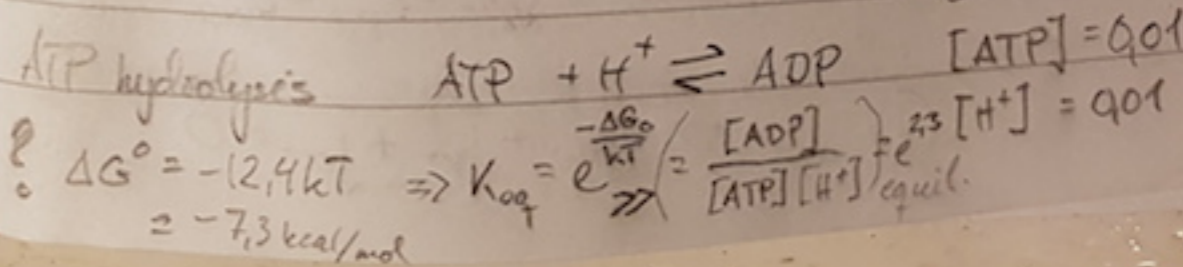 ATP hydrolysis ATP + H⁺ ⇌ ADP [ATP] = 0,01
? ΔG° = -12,4kT => K_eq = e^(-ΔG₀/kT) >> ( = [ADP]/([ATP][H⁺]) )equil. = e^2,3 [H⁺] = 0,01
= -7,3 kcal/mol